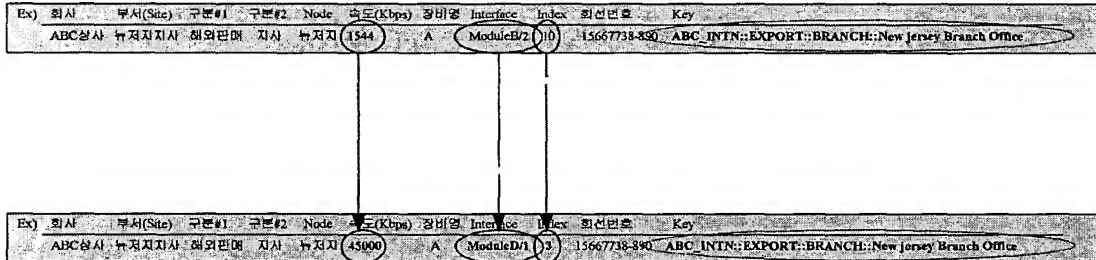 Ex) 회사 부서(Site) 구분#1 구분#2 Node 속도(Kbps) 장비명 Interface Index 회선번호 Key
ABC상사 뉴저지지사 해외판매 지사 뉴저지 1544 A ModuleB/2 10 15667738-890 ABC_INTN::EXPORT::BRANCH::New Jersey Branch Office
Ex) 회사 부서(Site) 구분#1 구분#2 Node 속도(Kbps) 장비명 Interface Index 회선번호 Key
ABC상사 뉴저지지사 해외판매 지사 뉴저지 45000 A ModuleD/1 3 15667738-890 ABC_INTN::EXPORT::BRANCH::New jersey Branch Office